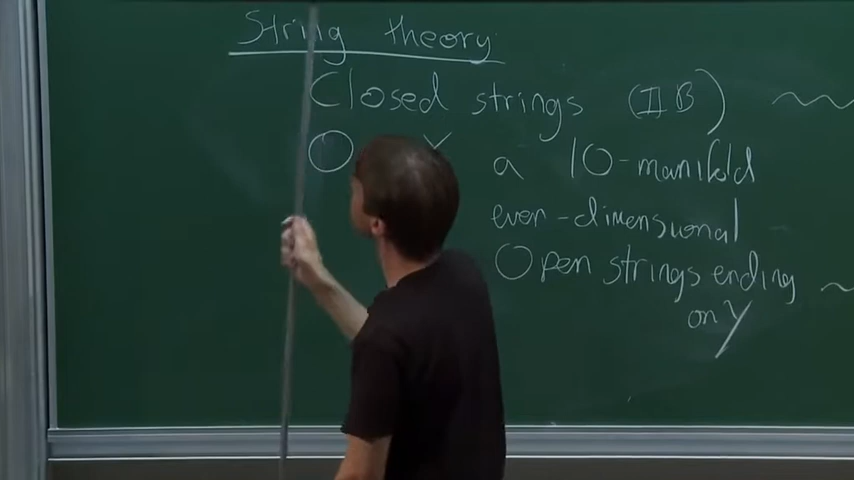 String theory
Closed strings (IIB)
a 10-manifold
even-dimensional
Open strings ending
on Y